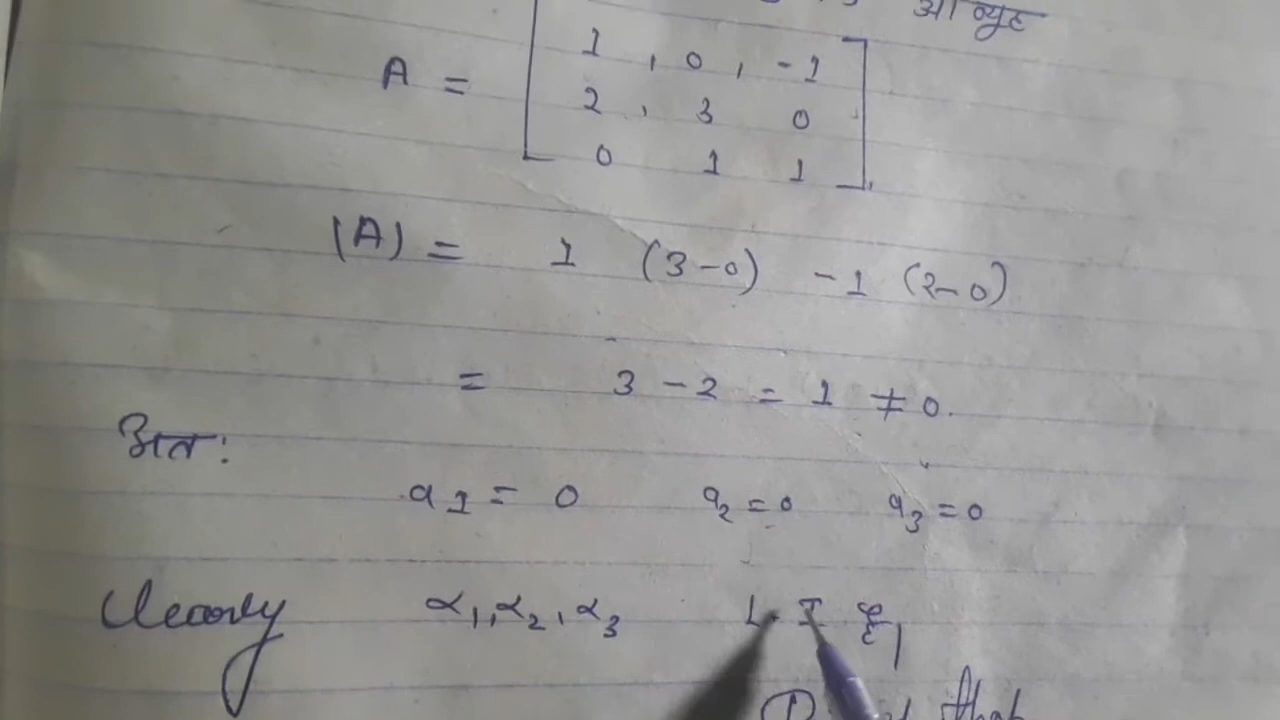 आव्यूह
1 , 0 , -1
A =
2 , 3 0
0 1 1
|A| = 1 (3-0) -1 (2-0)
= 3 - 2 = 1 ≠ 0.
अतः
a1 = 0 a2 = 0 a3 = 0
Clearly α1, α2, α3 L. I है।
that